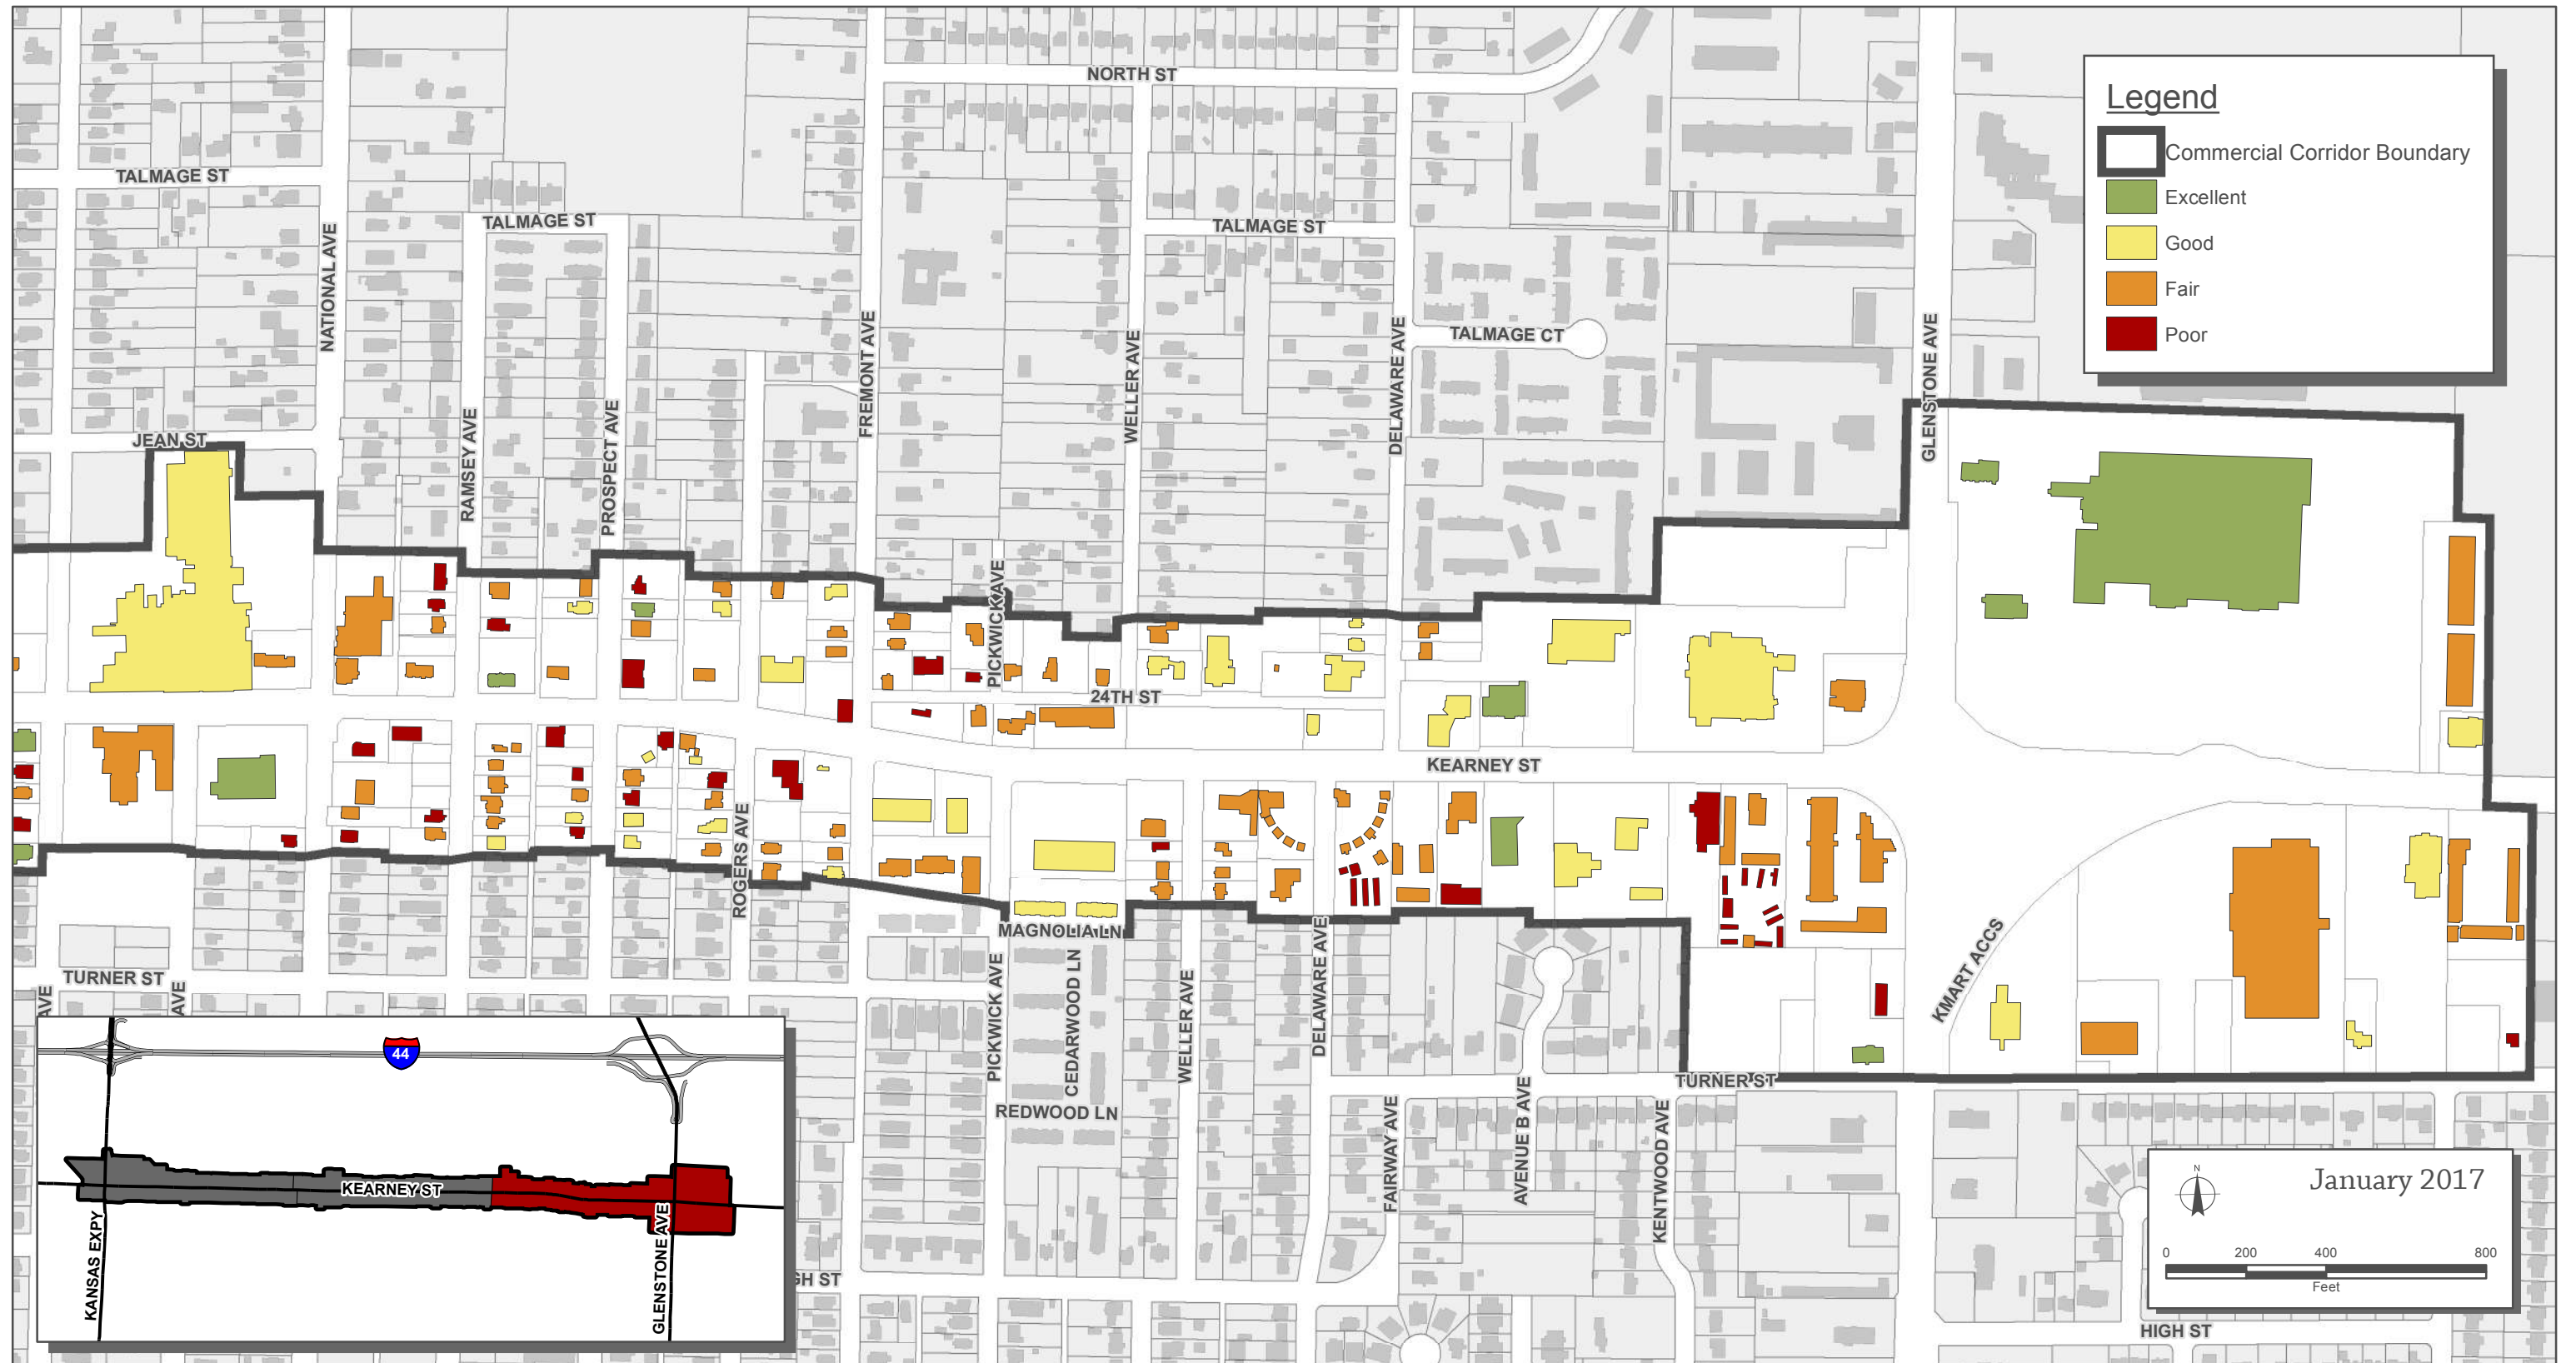 NORTH ST
Legend
Commercial Corridor Boundary
Excellent
Good
Fair
Poor
TALMAGE ST
TALMAGE ST
TALMAGE ST
NATIONAL AVE
TALMAGE CT
FREMONT AVE
WELLER AVE
DELAWARE AVE
GLENSTONE AVE
RAMSEY AVE
PROSPECT AVE
JEAN ST
PICKWICK AVE
24TH ST
KEARNEY ST
ROGERS AVE
MAGNOLIA LN
TURNER ST
AVE
AVE
PICKWICK AVE
CEDARWOOD LN
WELLER AVE
DELAWARE AVE
KMART ACCS
TURNER ST
REDWOOD LN
FAIRWAY AVE
AVENUE B AVE
KENTWOOD AVE
44
KEARNEY ST
KANSAS EXPY
GLENSTONE AVE
GH ST
N
January 2017
0 200 400 800
Feet
HIGH ST